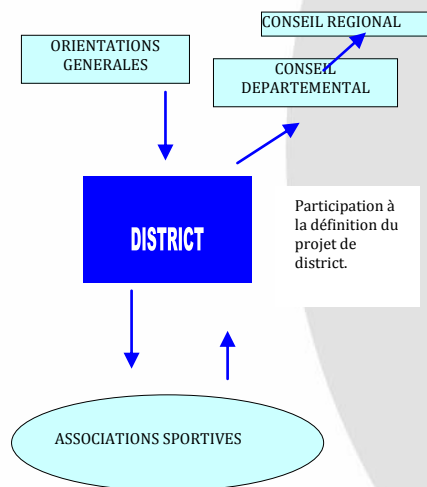 CONSEIL REGIONAL
ORIENTATIONS
GENERALES
CONSEIL
DEPARTEMENTAL
DISTRICT
Participation à
la définition du
projet de
district.
ASSOCIATIONS SPORTIVES